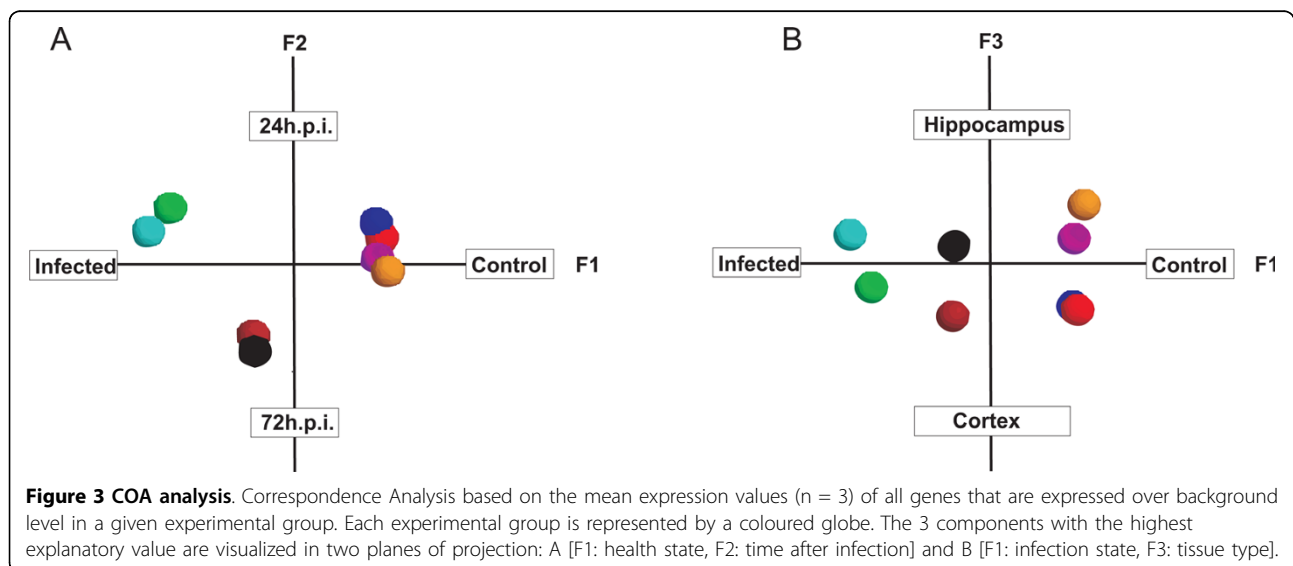 A
F2
24h.p.i.
Infected
Control
F1
72h.p.i.
B
F3
Hippocampus
Infected
Control
F1
Cortex
Figure 3 COA analysis. Correspondence Analysis based on the mean expression values (n = 3) of all genes that are expressed over background
level in a given experimental group. Each experimental group is represented by a coloured globe. The 3 components with the highest
explanatory value are visualized in two planes of projection: A [F1: health state, F2: time after infection] and B [F1: infection state, F3: tissue type].